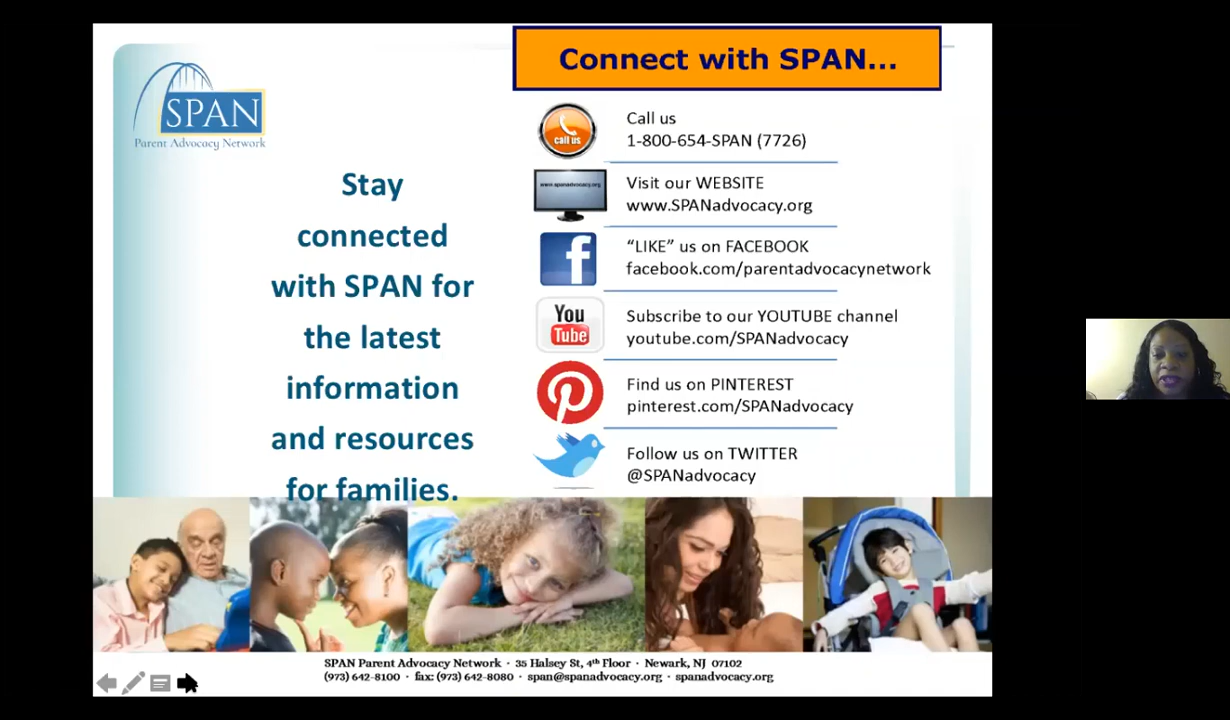 SPAN
Parent Advocacy Network
Stay
connected
with SPAN for
the latest
information
and resources
for families.
Connect with SPAN...
call us
Call us
1-800-654-SPAN (7726)
www.spanadvocacy.org
Visit our WEBSITE
www.SPANadvocacy.org
f
“LIKE” us on FACEBOOK
facebook.com/parentadvocacynetwork
You
Tube
Subscribe to our YOUTUBE channel
youtube.com/SPANadvocacy
Find us on PINTEREST
pinterest.com/SPANadvocacy
Follow us on TWITTER
@SPANadvocacy
SPAN Parent Advocacy Network · 35 Halsey St, 4th Floor · Newark, NJ 07102
(973) 642-8100 · fax: (973) 642-8080 · span@spanadvocacy.org · spanadvocacy.org